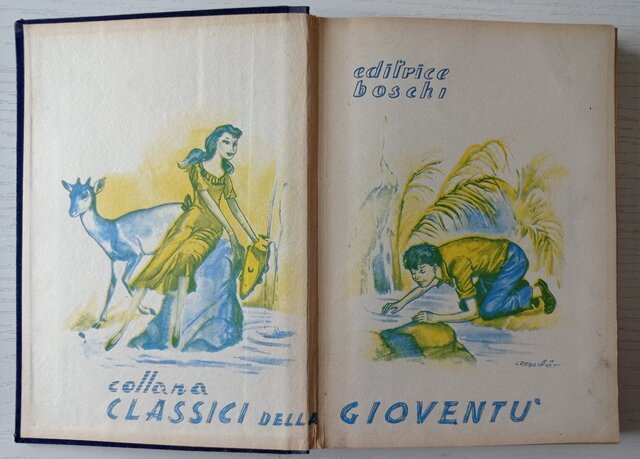 editrice
boschi
collana
CLASSICI DELLA GIOVENTU'